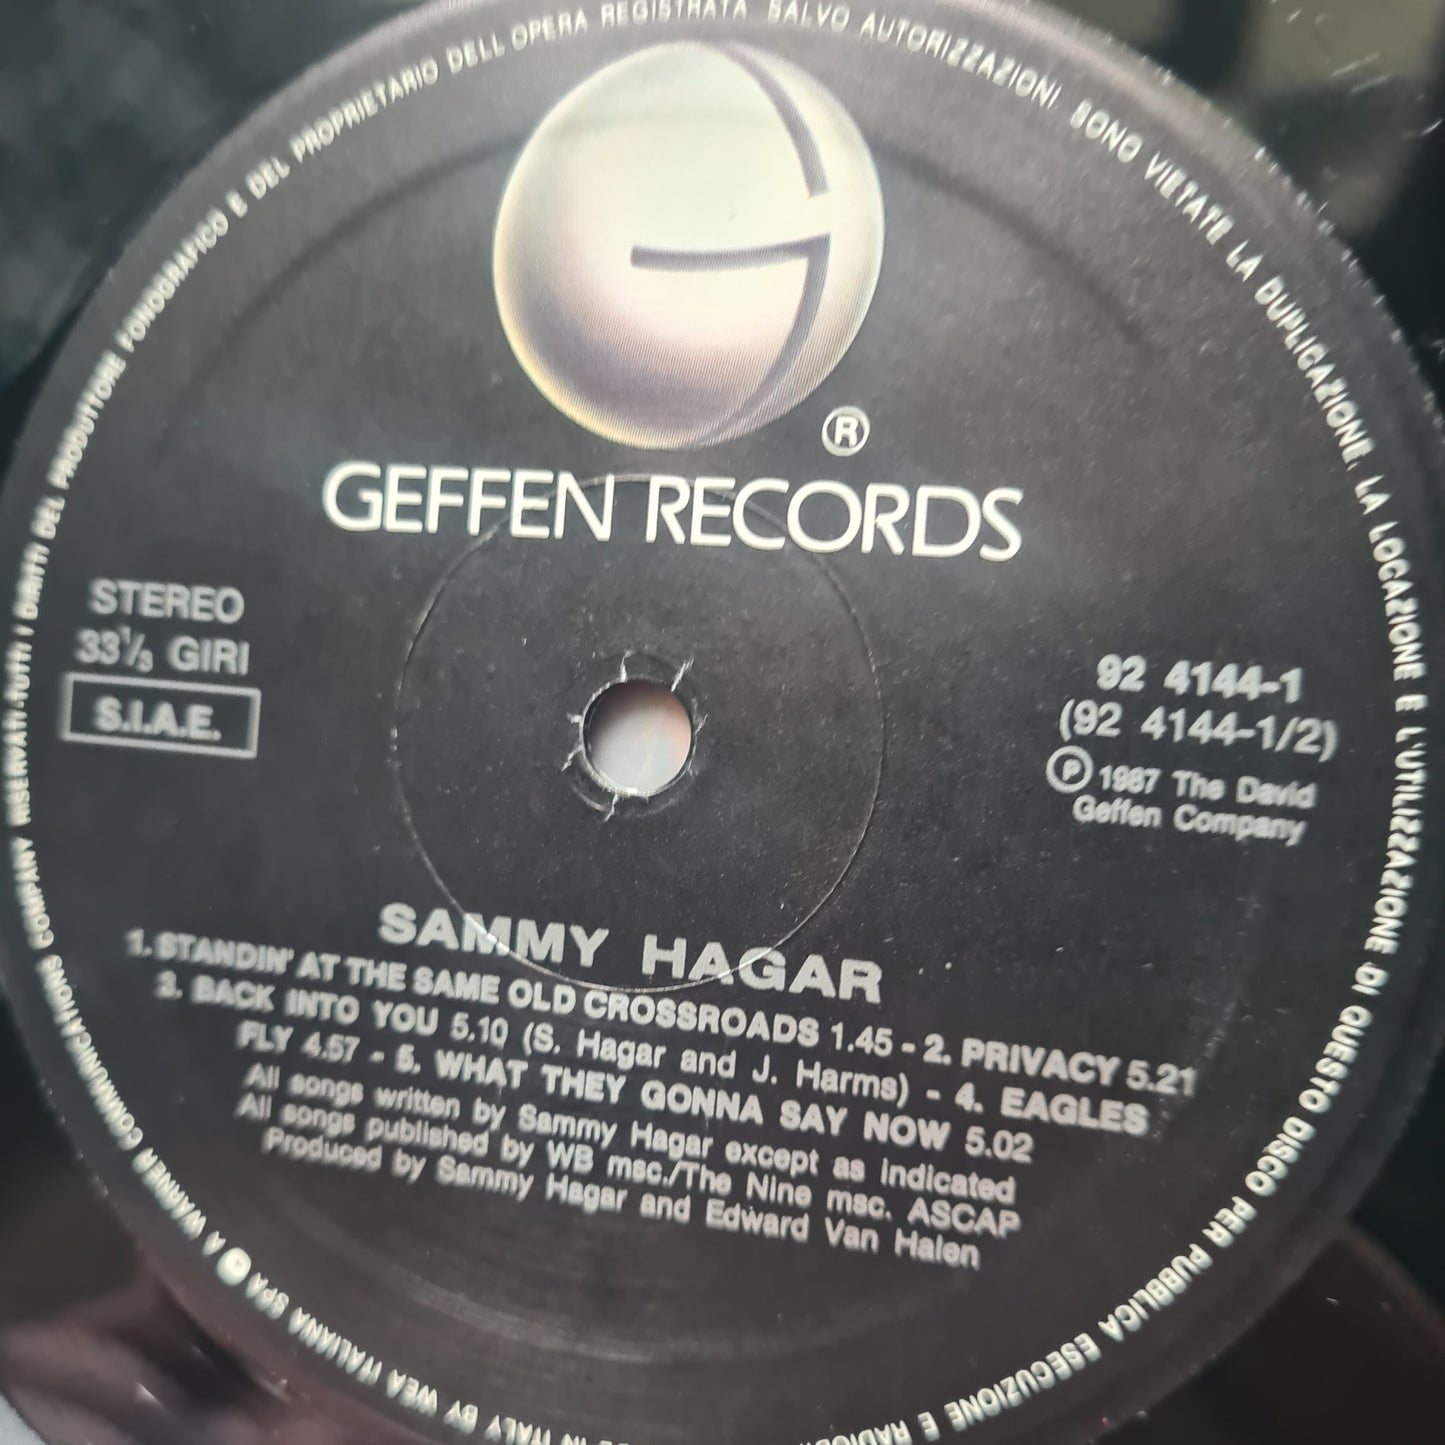 GEFFEN RECORDS
®
STEREO
33⅓ GIRI
S.I.A.E.
92 4144-1
(92 4144-1/2)
℗ 1987 The David
Geffen Company
SAMMY HAGAR
1. STANDIN' AT THE SAME OLD CROSSROADS 1.45 - 2. PRIVACY 5.21
3. BACK INTO YOU 5.10 (S. Hagar and J. Harms) - 4. EAGLES
FLY 4.57 - 5. WHAT THEY GONNA SAY NOW 5.02
All songs written by Sammy Hagar except as indicated
All songs published by WB msc./The Nine msc. ASCAP
Produced by Sammy Hagar and Edward Van Halen
IN ITALY BY WEA ITALIANA SPA A WARNER COMMUNICATIONS COMPANY RISERVATI TUTTI I DIRITTI DEL PRODUTTORE FONOGRAFICO E DEL PROPRIETARIO DELL'OPERA REGISTRATA SALVO AUTORIZZAZIONI. SONO VIETATE LA DUPLICAZIONE, LA LOCAZIONE E L'UTILIZZAZIONE DI QUESTO DISCO PER PUBBLICA ESECUZIONE E